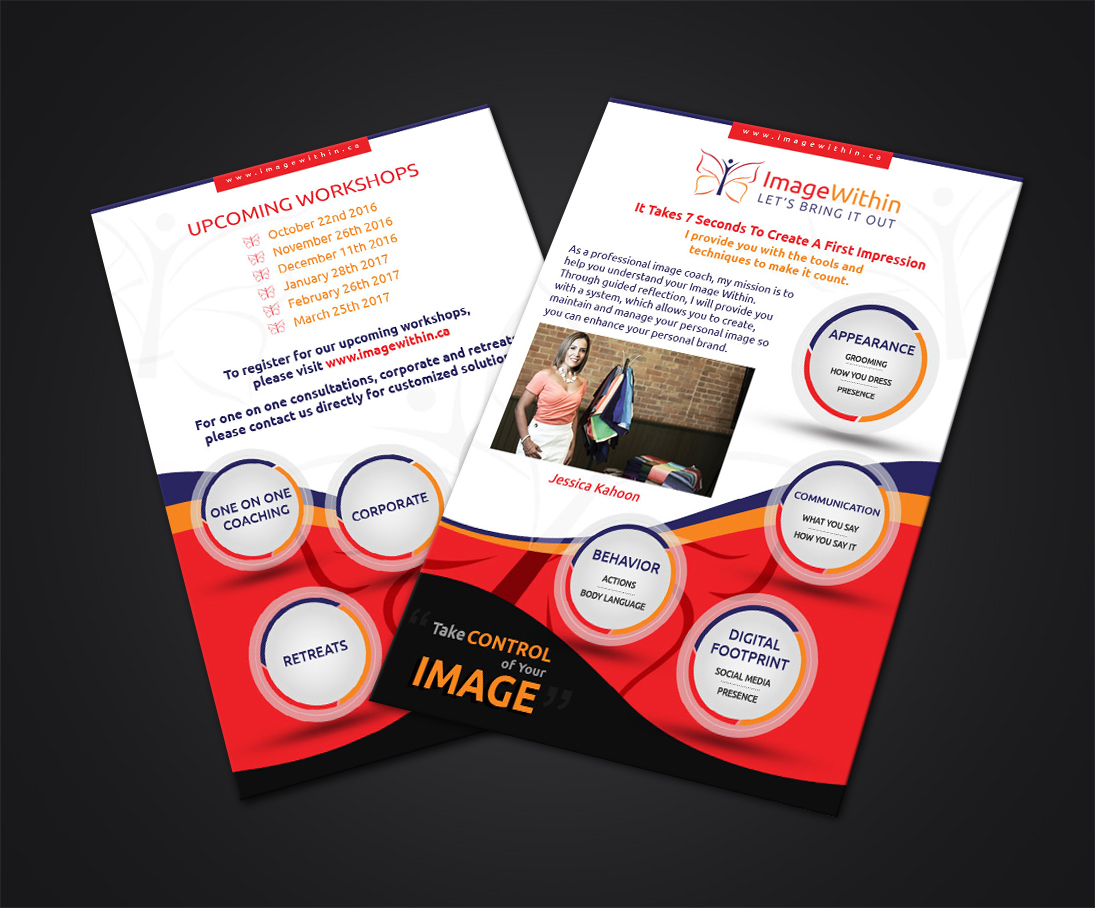 www.imagewithin.ca
UPCOMING WORKSHOPS
October 22nd 2016
November 26th 2016
December 11th 2016
January 28th 2017
February 26th 2017
March 25th 2017
To register for our upcoming workshops,
please visit www.imagewithin.ca
For one on one consultations, corporate and retreats
please contact us directly for customized
ONE ON ONE
COACHING
CORPORATE
RETREATS
www.imagewithin.ca
ImageWithin
LET'S BRING IT OUT
It Takes 7 Seconds To Create A First Impression
I provide you with the tools and
techniques to make it count.
As a professional image coach, my mission is to
help you understand your Image Within.
Through guided reflection, I will provide you
with a system, which allows you to create,
maintain and manage your personal image so
you can enhance your personal brand.
Jessica Kahoon
APPEARANCE
GROOMING
HOW YOU DRESS
PRESENCE
COMMUNICATION
WHAT YOU SAY
HOW YOU SAY IT
BEHAVIOR
ACTIONS
BODY LANGUAGE
DIGITAL
FOOTPRINT
SOCIAL MEDIA
PRESENCE
“Take CONTROL
of Your
IMAGE”